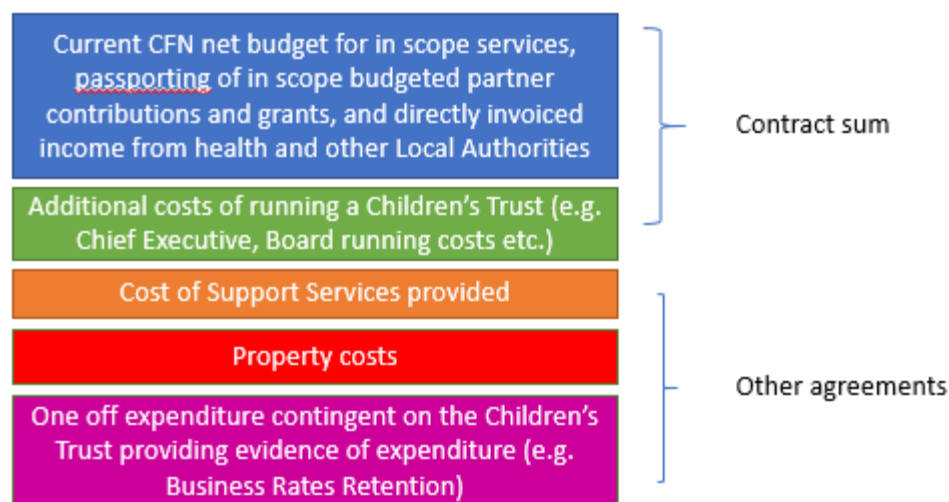 Current CFN net budget for in scope services,
passporting of in scope budgeted partner
contributions and grants, and directly invoiced
income from health and other Local Authorities
Contract sum
Additional costs of running a Children's Trust (e.g.
Chief Executive, Board running costs etc.)
Cost of Support Services provided
Property costs
Other agreements
One off expenditure contingent on the Children's
Trust providing evidence of expenditure (e.g.
Business Rates Retention)